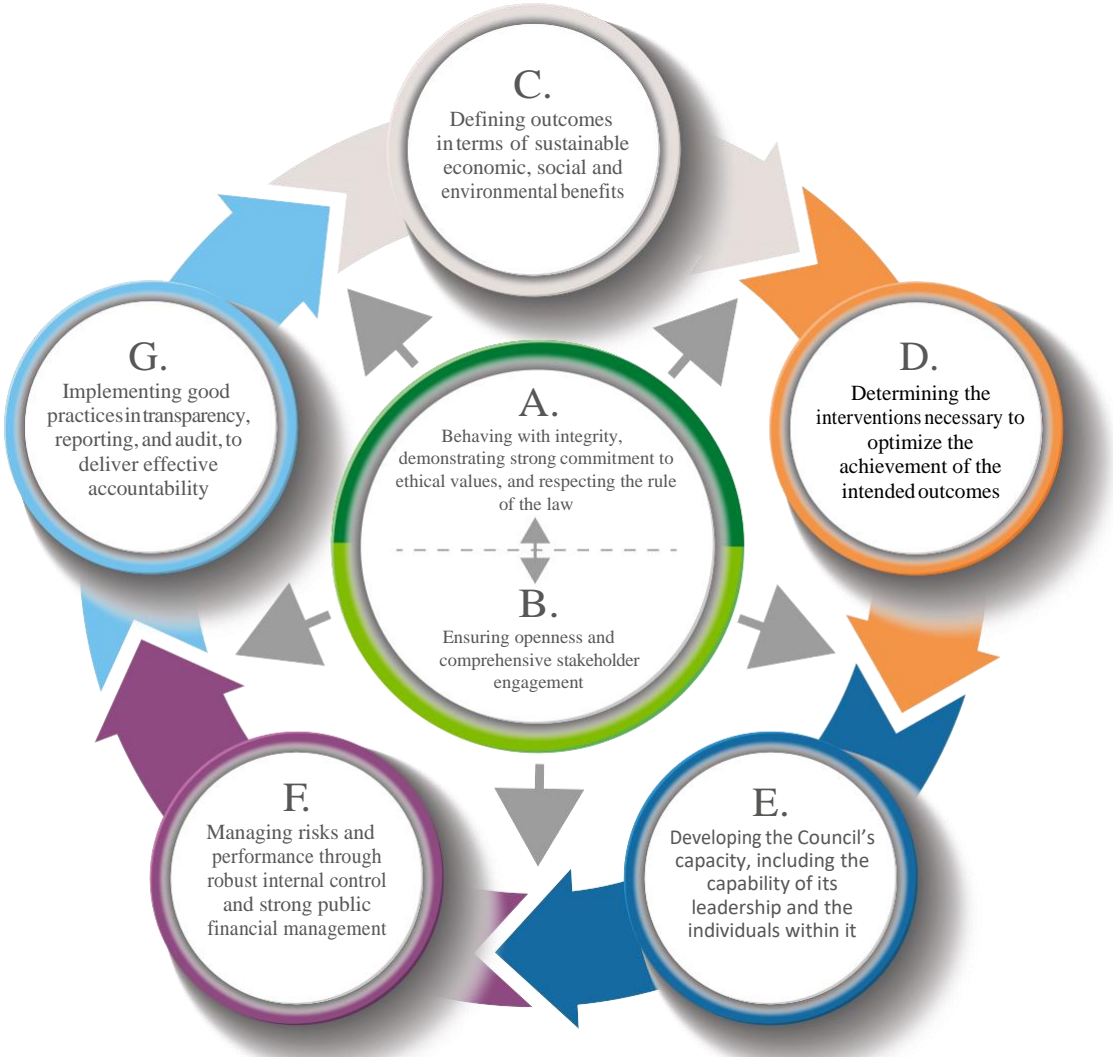 C.
Defining outcomes
in terms of sustainable
economic, social and
environmental benefits
G.
Implementing good
practices in transparency,
reporting, and audit, to
deliver effective
accountability
D.
Determining the
interventions necessary to
optimize the
achievement of the
intended outcomes
A.
Behaving with integrity,
demonstrating strong commitment to
ethical values, and respecting the rule
of the law
B.
Ensuring openness and
comprehensive stakeholder
engagement
F.
Managing risks and
performance through
robust internal control
and strong public
financial management
E.
Developing the Council’s
capacity, including the
capability of its
leadership and the
individuals within it